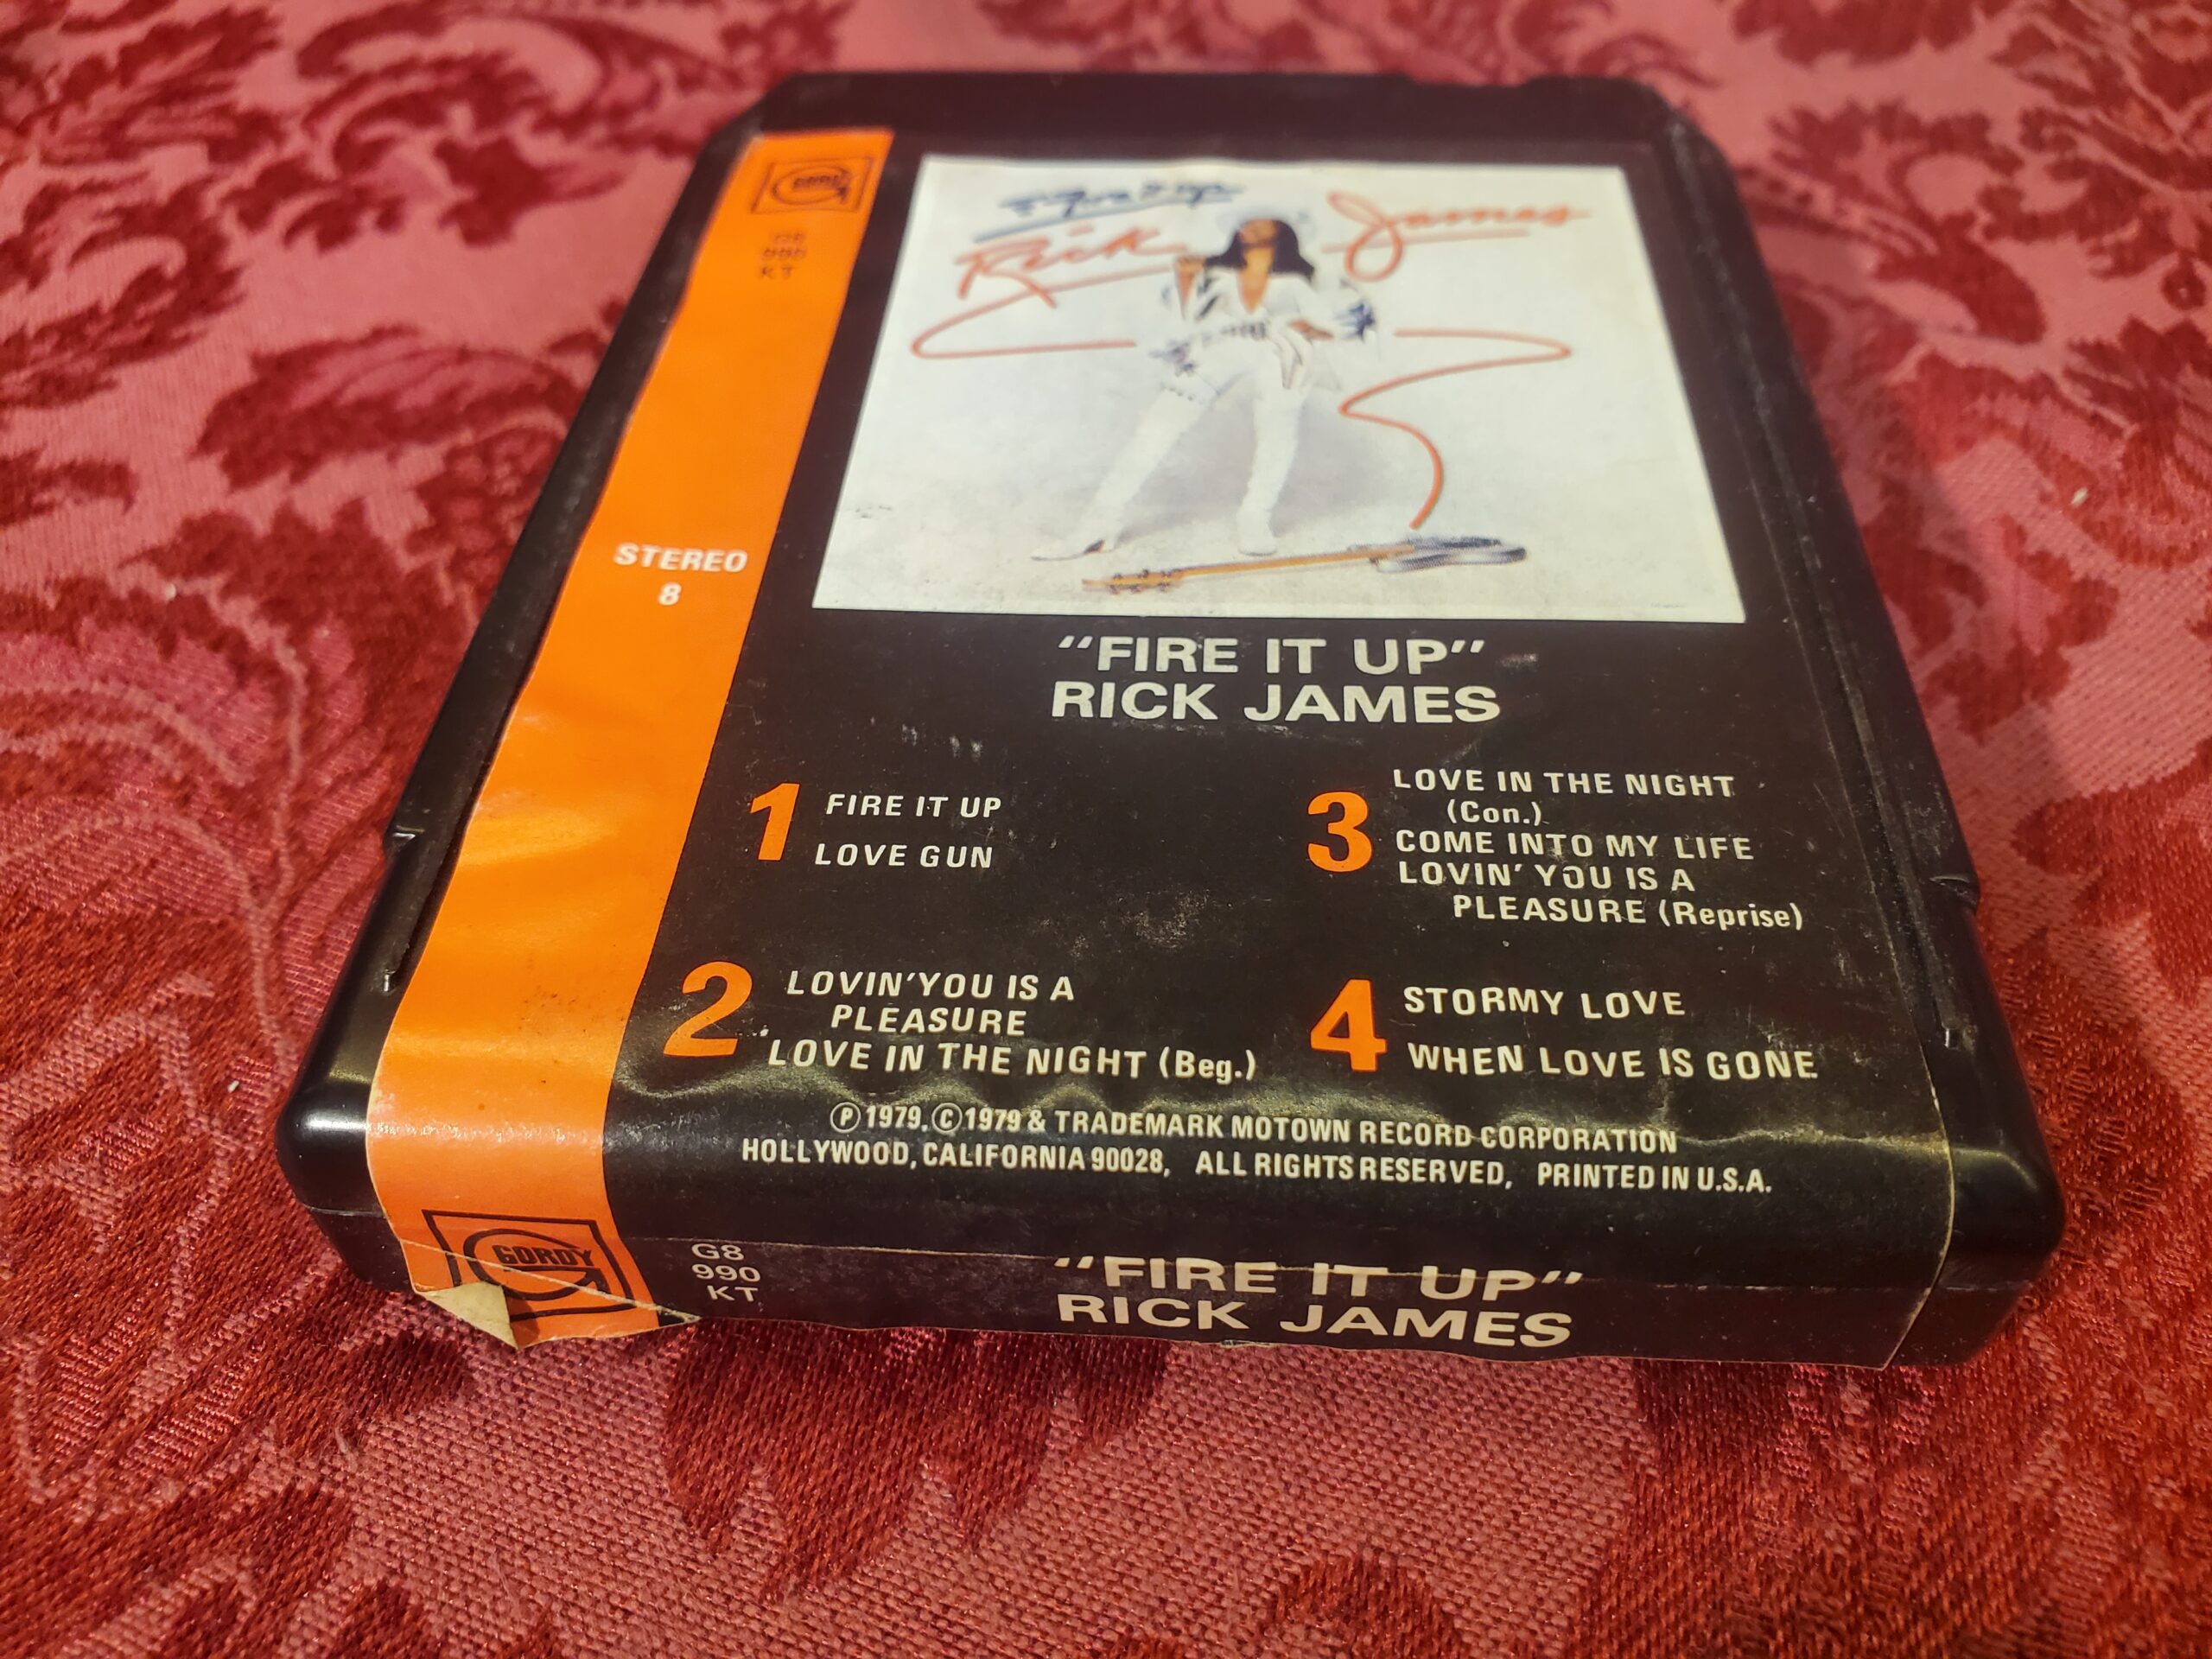 GORDY
G8
990
KT
STEREO
8
Fire It Up
Rick James
"FIRE IT UP"
RICK JAMES
1 FIRE IT UP
LOVE GUN
2 LOVIN' YOU IS A
PLEASURE
LOVE IN THE NIGHT (Beg.)
3 LOVE IN THE NIGHT
(Con.)
COME INTO MY LIFE
LOVIN' YOU IS A
PLEASURE (Reprise)
4 STORMY LOVE
WHEN LOVE IS GONE
Ⓟ 1979, © 1979 & TRADEMARK MOTOWN RECORD CORPORATION
HOLLYWOOD, CALIFORNIA 90028, ALL RIGHTS RESERVED, PRINTED IN U.S.A.
GORDY
G8
990
KT
"FIRE IT UP"
RICK JAMES